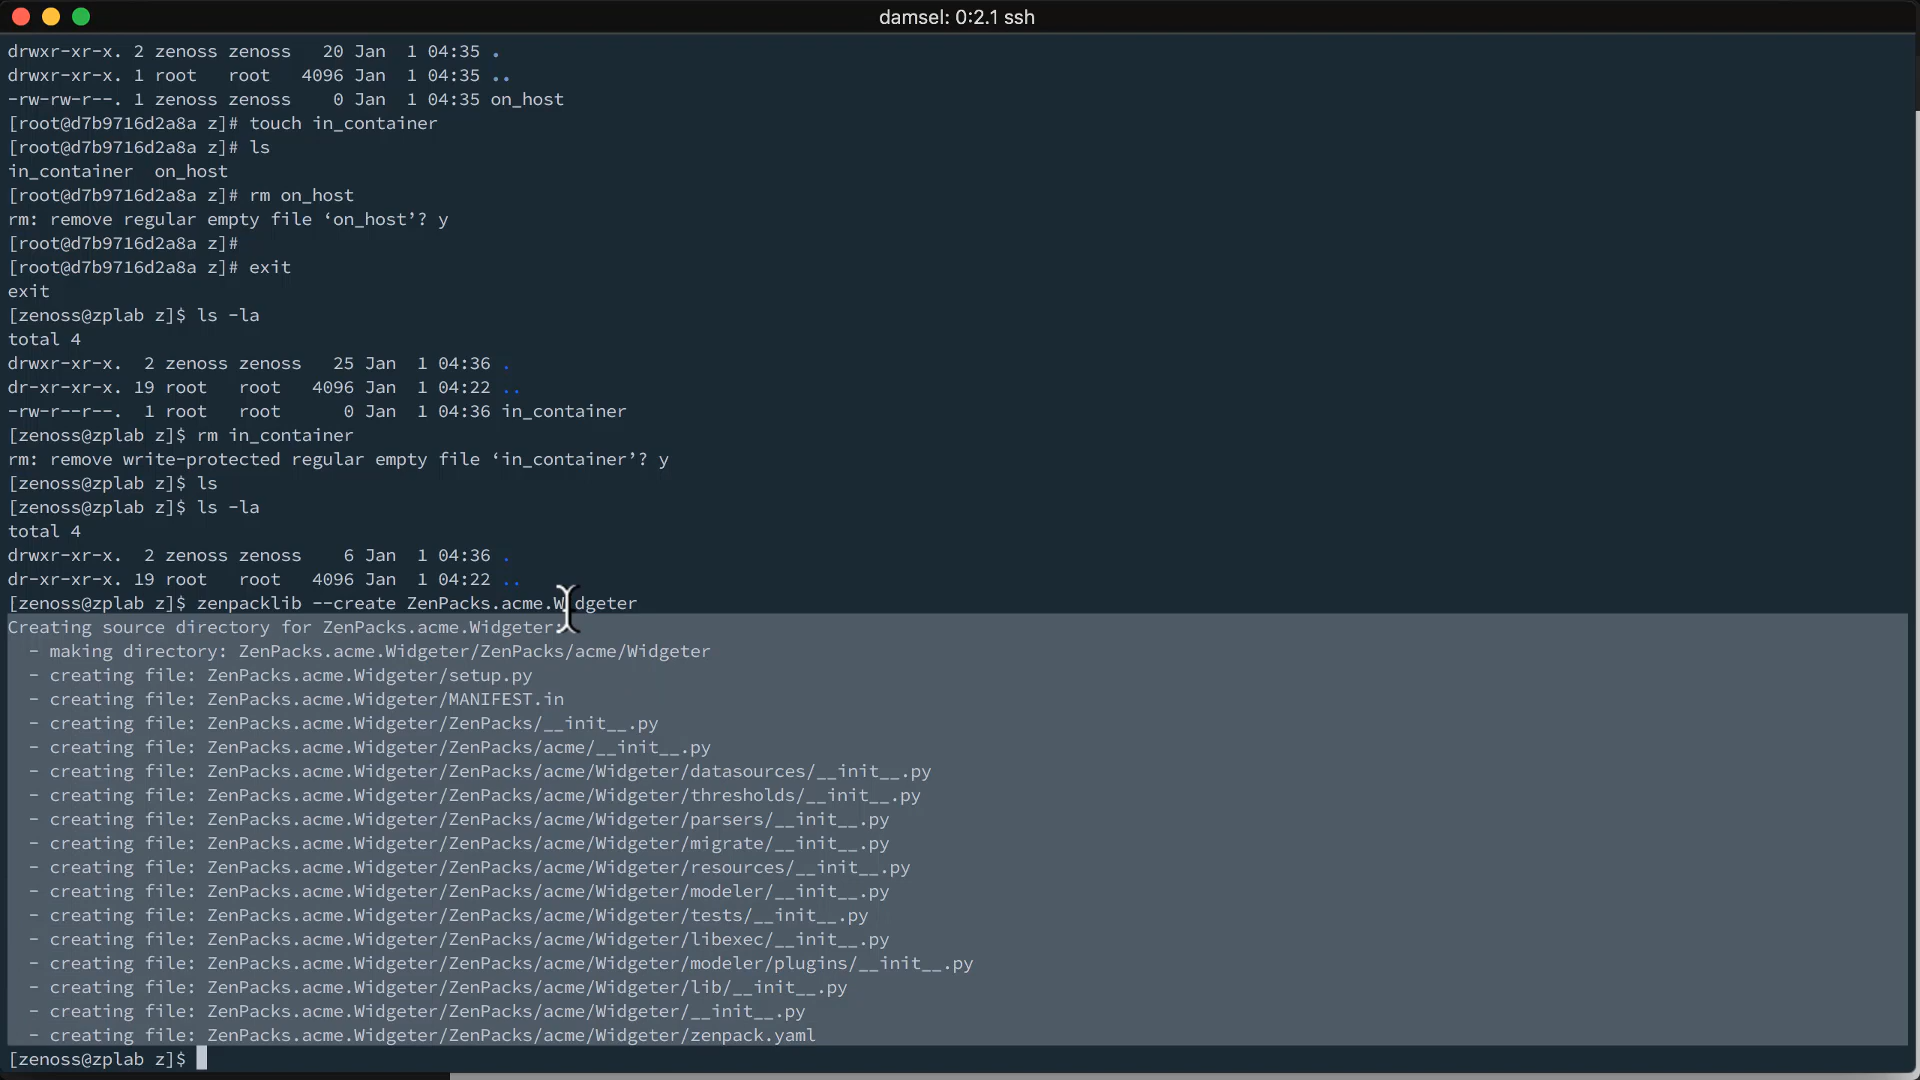 damsel: 0:2.1 ssh
drwxr-xr-x. 2 zenoss zenoss   20 Jan  1 04:35 .
drwxr-xr-x. 1 root   root   4096 Jan  1 04:35 ..
-rw-rw-r--. 1 zenoss zenoss    0 Jan  1 04:35 on_host
[root@d7b9716d2a8a z]# touch in_container
[root@d7b9716d2a8a z]# ls
in_container  on_host
[root@d7b9716d2a8a z]# rm on_host
rm: remove regular empty file ‘on_host’? y
[root@d7b9716d2a8a z]#
[root@d7b9716d2a8a z]# exit
exit
[zenoss@zplab z]$ ls -la
total 4
drwxr-xr-x.  2 zenoss zenoss   25 Jan  1 04:36 .
dr-xr-xr-x. 19 root   root   4096 Jan  1 04:22 ..
-rw-r--r--.  1 root   root      0 Jan  1 04:36 in_container
[zenoss@zplab z]$ rm in_container
rm: remove write-protected regular empty file ‘in_container’? y
[zenoss@zplab z]$ ls
[zenoss@zplab z]$ ls -la
total 4
drwxr-xr-x.  2 zenoss zenoss    6 Jan  1 04:36 .
dr-xr-xr-x. 19 root   root   4096 Jan  1 04:22 ..
[zenoss@zplab z]$ zenpacklib --create ZenPacks.acme.Widgeter
Creating source directory for ZenPacks.acme.Widgeter:
  - making directory: ZenPacks.acme.Widgeter/ZenPacks/acme/Widgeter
  - creating file: ZenPacks.acme.Widgeter/setup.py
  - creating file: ZenPacks.acme.Widgeter/MANIFEST.in
  - creating file: ZenPacks.acme.Widgeter/ZenPacks/__init__.py
  - creating file: ZenPacks.acme.Widgeter/ZenPacks/acme/__init__.py
  - creating file: ZenPacks.acme.Widgeter/ZenPacks/acme/Widgeter/datasources/__init__.py
  - creating file: ZenPacks.acme.Widgeter/ZenPacks/acme/Widgeter/thresholds/__init__.py
  - creating file: ZenPacks.acme.Widgeter/ZenPacks/acme/Widgeter/parsers/__init__.py
  - creating file: ZenPacks.acme.Widgeter/ZenPacks/acme/Widgeter/migrate/__init__.py
  - creating file: ZenPacks.acme.Widgeter/ZenPacks/acme/Widgeter/resources/__init__.py
  - creating file: ZenPacks.acme.Widgeter/ZenPacks/acme/Widgeter/modeler/__init__.py
  - creating file: ZenPacks.acme.Widgeter/ZenPacks/acme/Widgeter/tests/__init__.py
  - creating file: ZenPacks.acme.Widgeter/ZenPacks/acme/Widgeter/libexec/__init__.py
  - creating file: ZenPacks.acme.Widgeter/ZenPacks/acme/Widgeter/modeler/plugins/__init__.py
  - creating file: ZenPacks.acme.Widgeter/ZenPacks/acme/Widgeter/lib/__init__.py
  - creating file: ZenPacks.acme.Widgeter/ZenPacks/acme/Widgeter/__init__.py
  - creating file: ZenPacks.acme.Widgeter/ZenPacks/acme/Widgeter/zenpack.yaml
[zenoss@zplab z]$